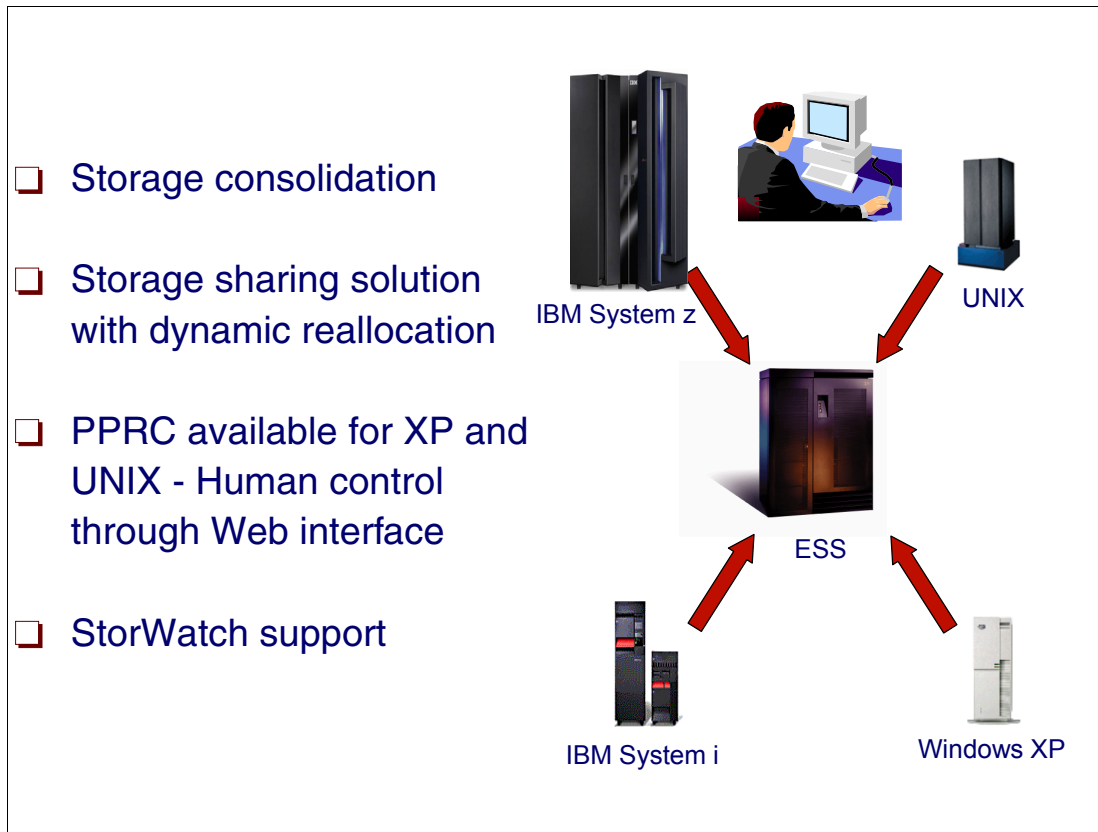 Storage consolidation
Storage sharing solution
with dynamic reallocation
PPRC available for XP and
UNIX - Human control
through Web interface
StorWatch support
IBM System z
UNIX
ESS
IBM System i
Windows XP